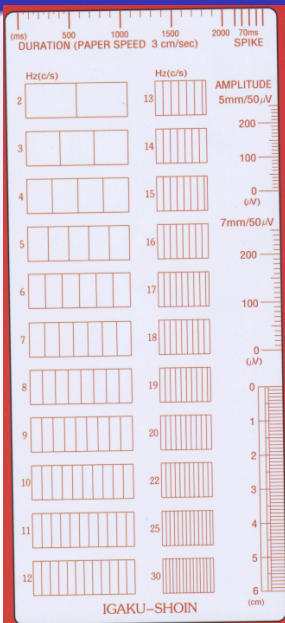 (ms) 500 1000 1500 2000 70ms
DURATION (PAPER SPEED 3 cm/sec) SPIKE
Hz(c/s) Hz(c/s)
AMPLITUDE
5mm/50μV
2 13
200
3 14
100
4 15
0
(μV)
7mm/50μV
5 16
200
6 17
100
7 18
0
(μV)
8 19
0
1
9 20
2
10 22
3
11 25
4
5
12 30
6
(cm)
IGAKU–SHOIN